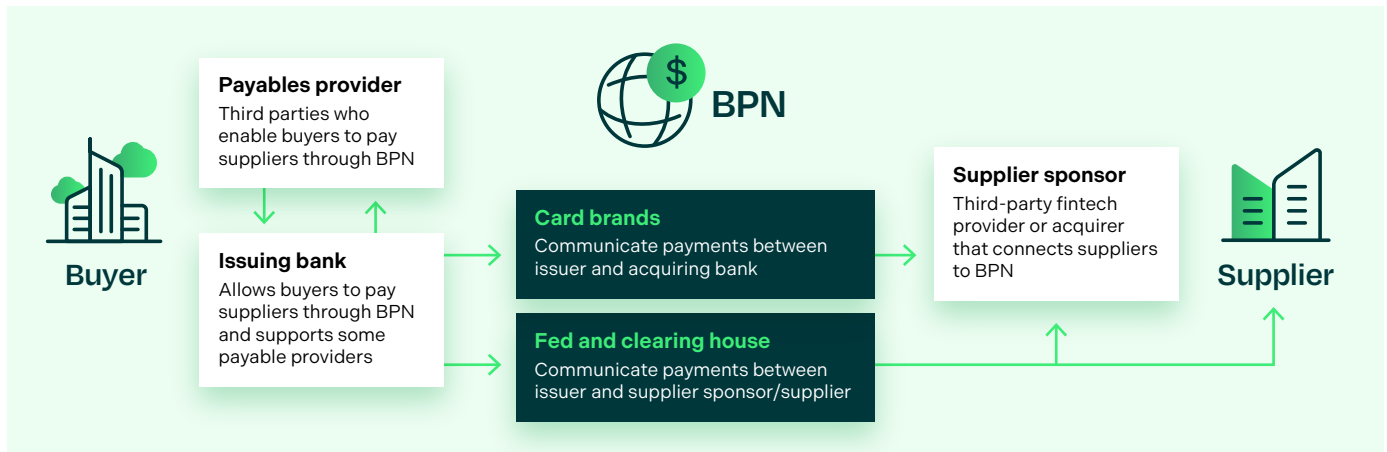 Buyer
Payables provider
Third parties who
enable buyers to pay
suppliers through BPN
Issuing bank
Allows buyers to pay
suppliers through BPN
and supports some
payable providers
$
BPN
Card brands
Communicate payments between
issuer and acquiring bank
Fed and clearing house
Communicate payments between
issuer and supplier sponsor/supplier
Supplier sponsor
Third-party fintech
provider or acquirer
that connects suppliers
to BPN
Supplier